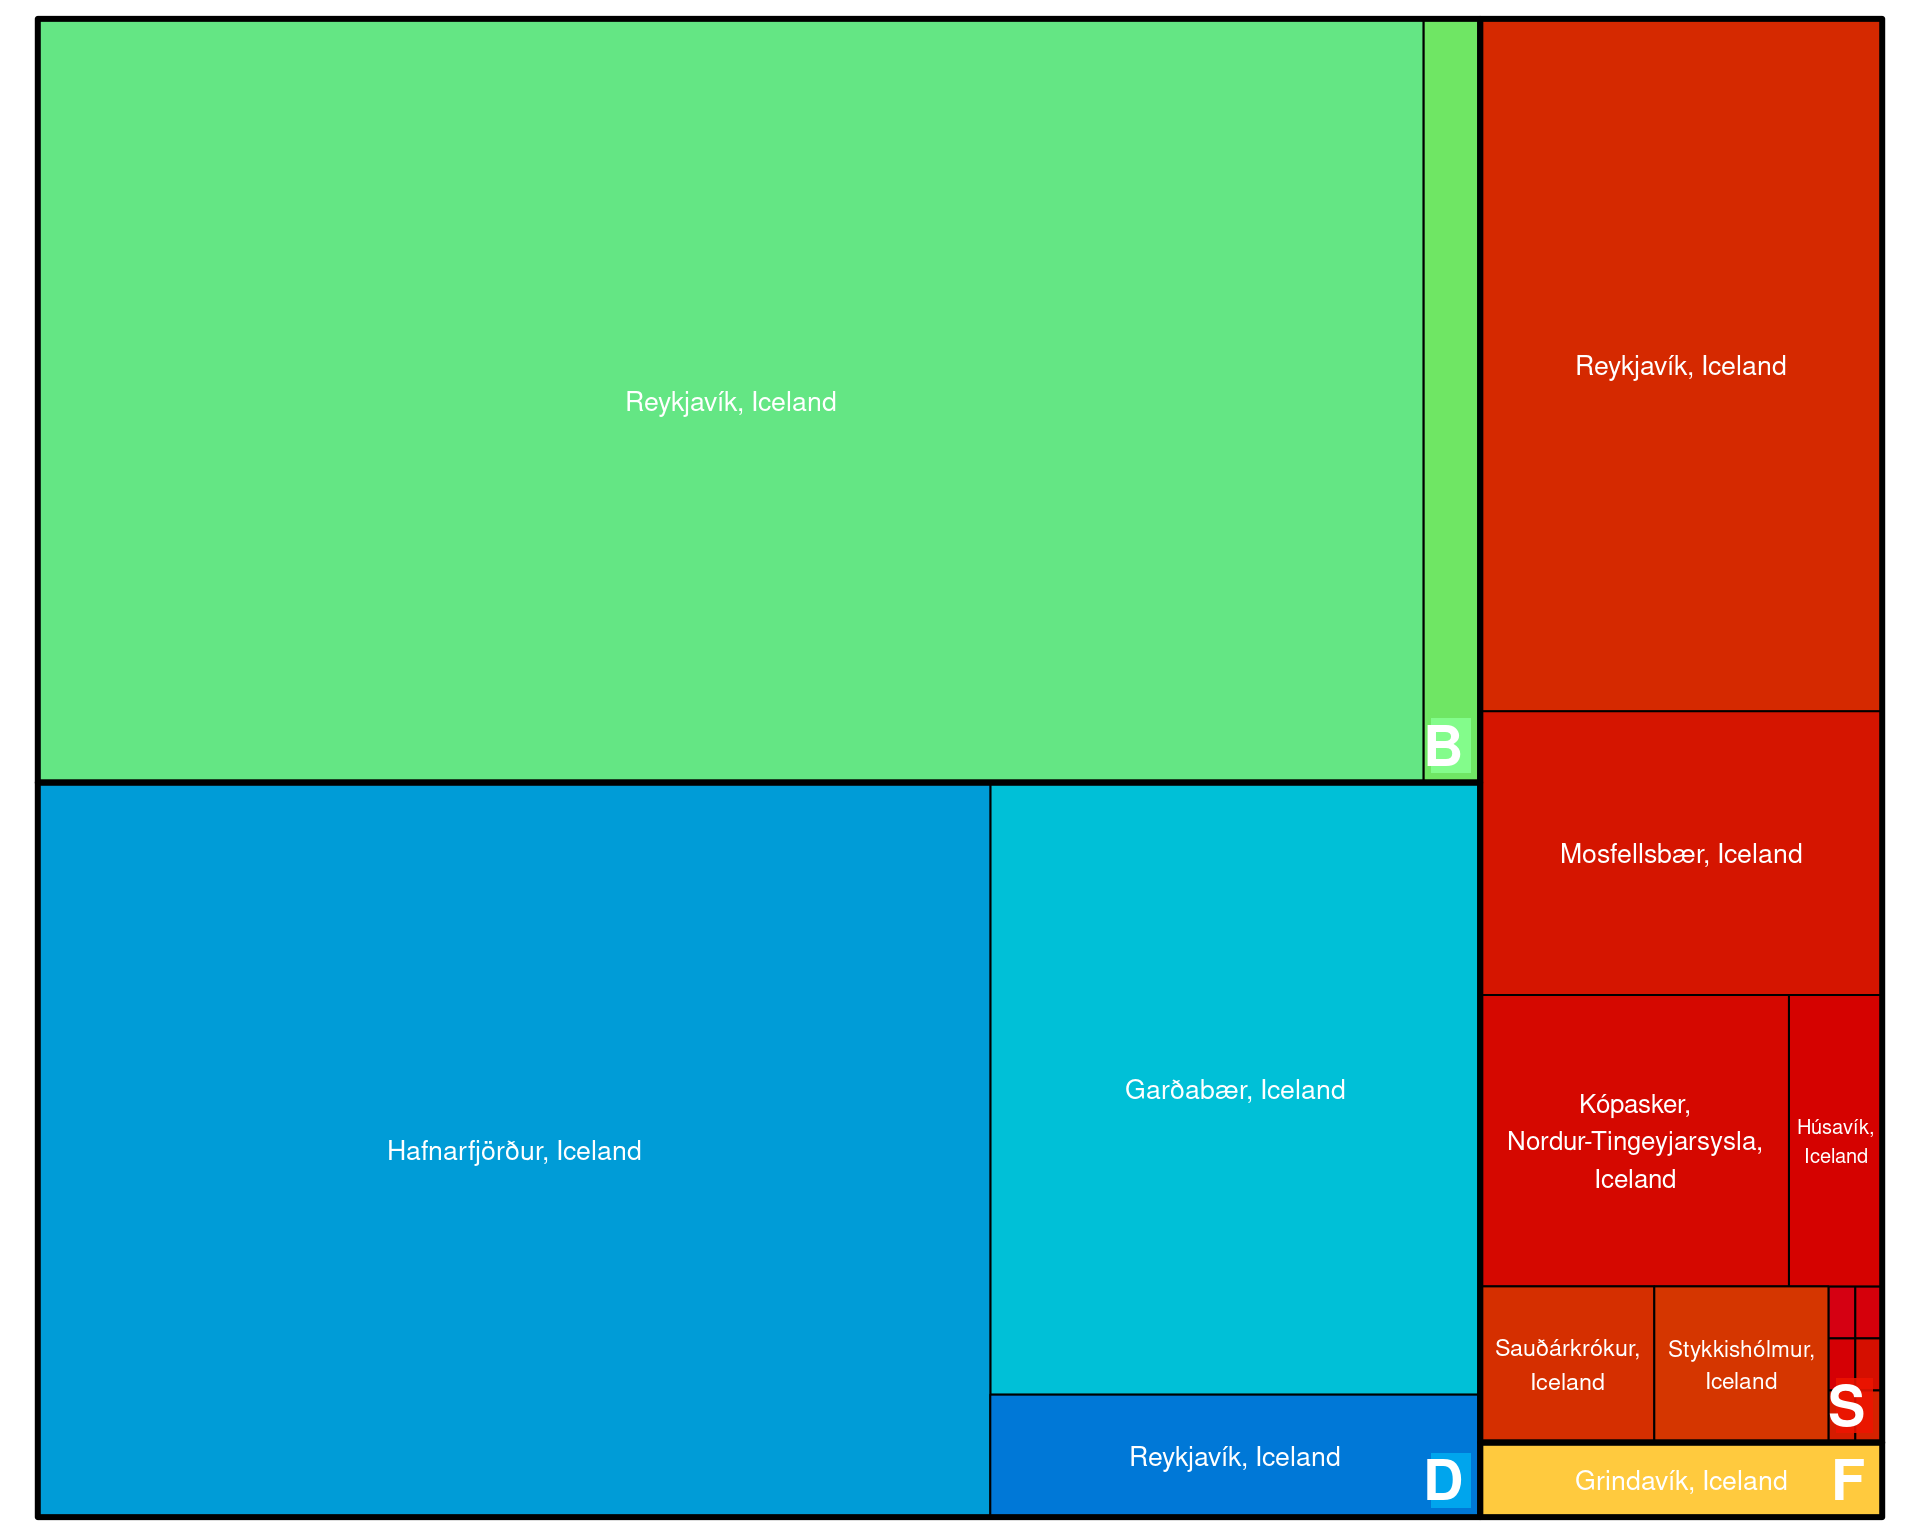 Reykjavík, Iceland
B
Hafnarfjörður, Iceland
Garðabær, Iceland
Reykjavík, Iceland
D
Reykjavík, Iceland
Mosfellsbær, Iceland
Kópasker,
Nordur-Tingeyjarsysla,
Iceland
Húsavík,
Iceland
Sauðárkrókur,
Iceland
Stykkishólmur,
Iceland
S
Grindavík, Iceland
F